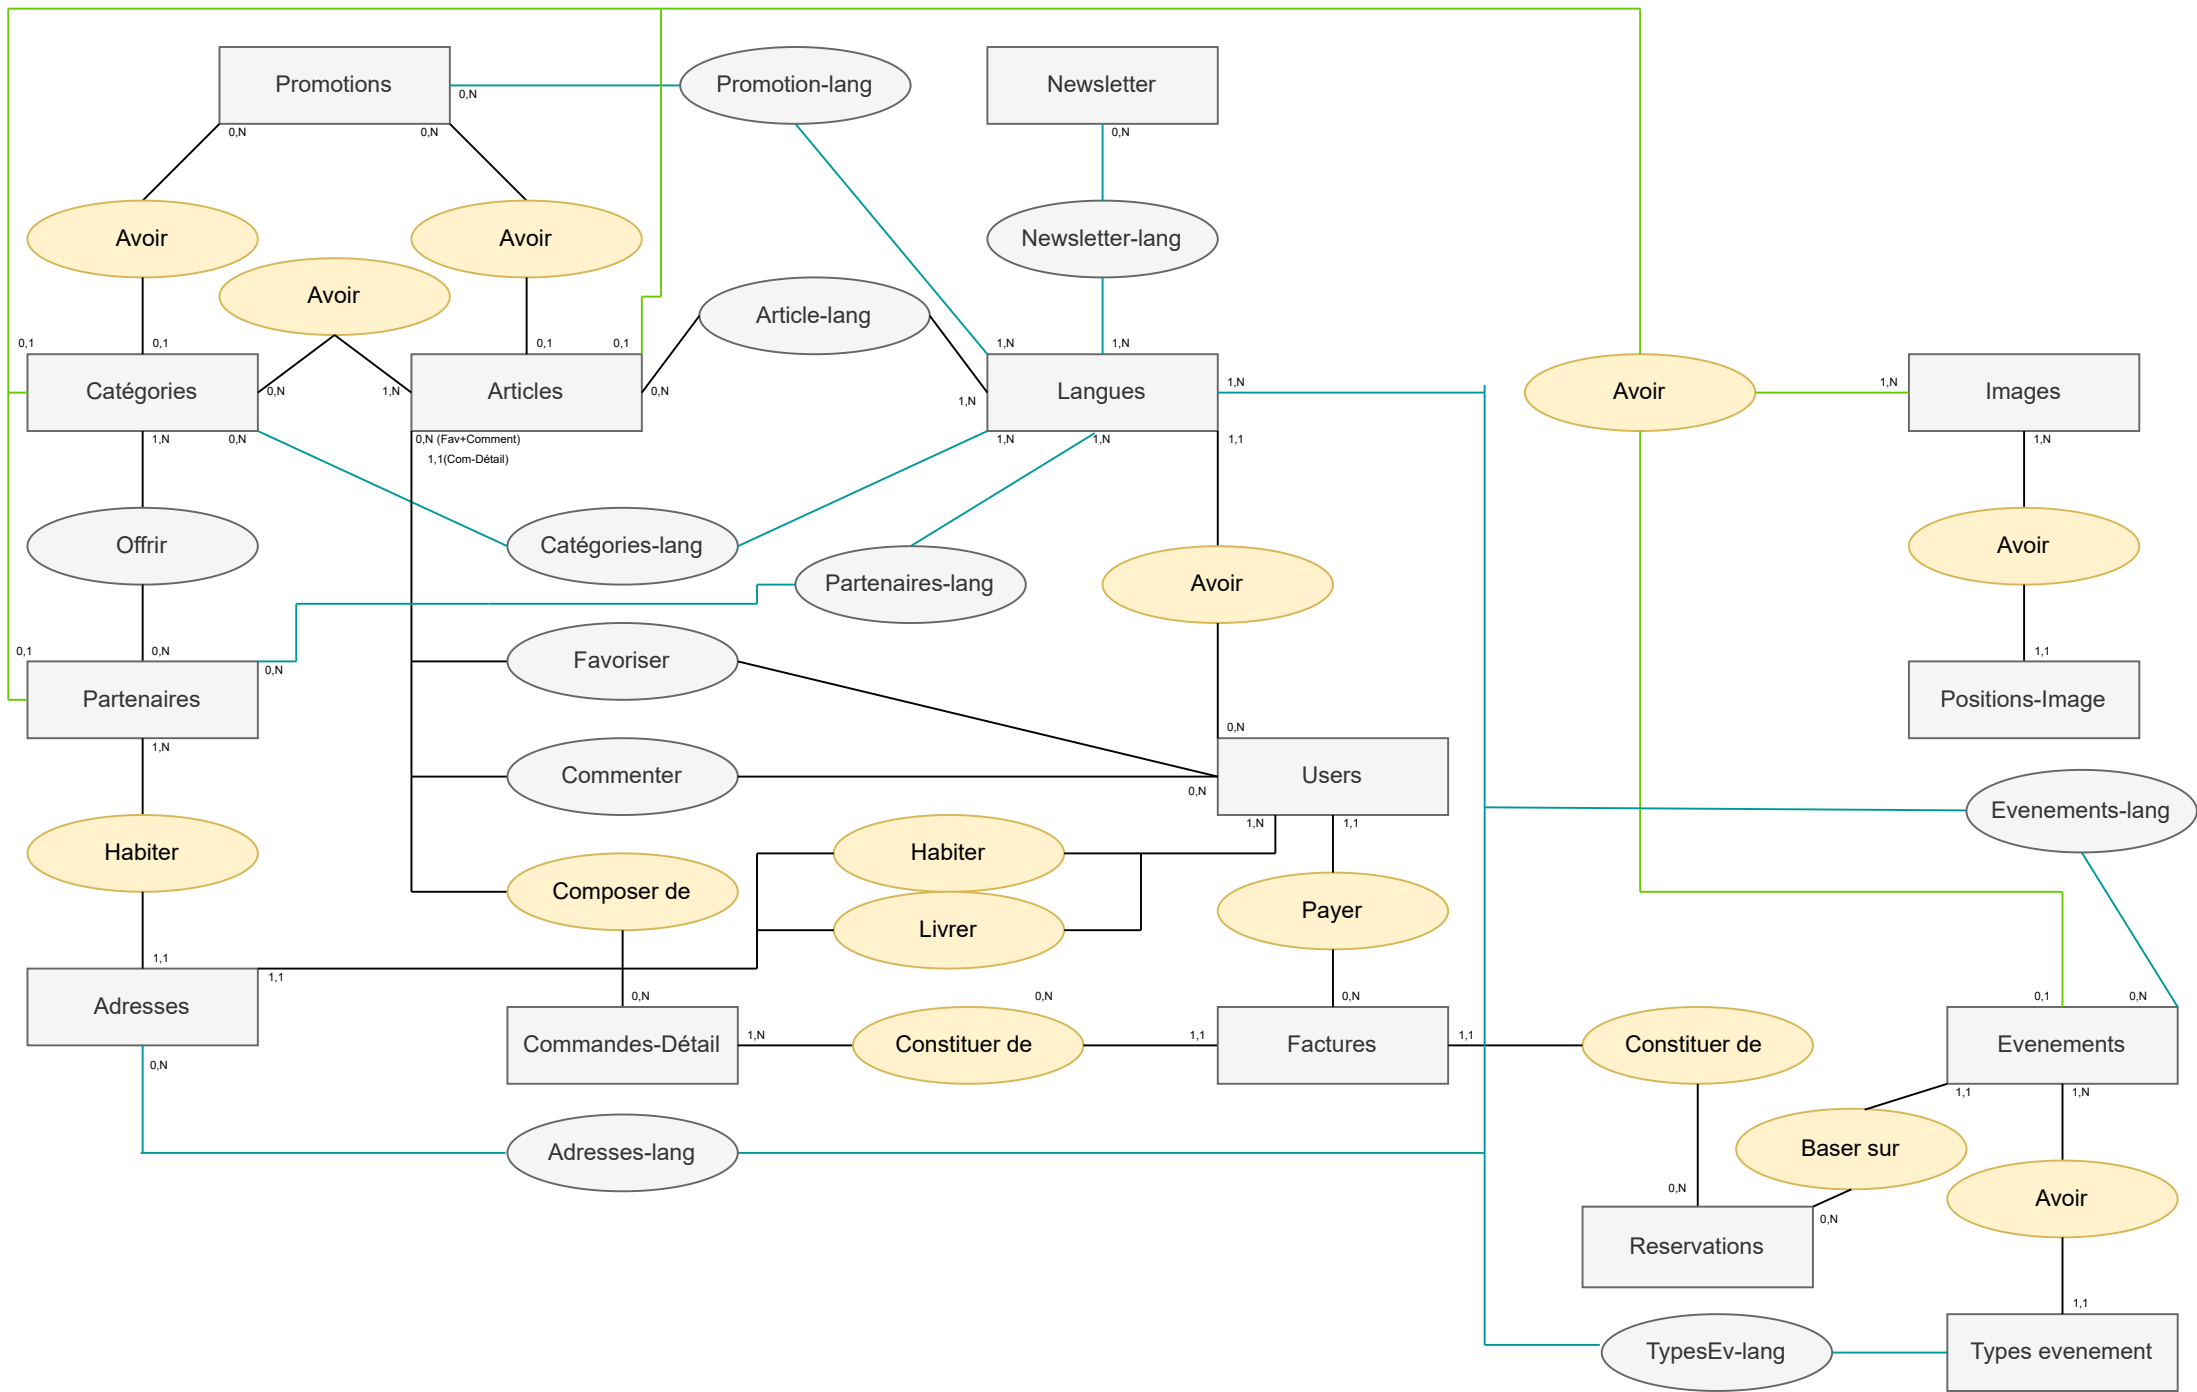 Promotions
Promotion-lang
Newsletter
0,N
0,N
0,N
0,N
Avoir
Avoir
Newsletter-lang
Avoir
Article-lang
0,1
0,1
0,1
0,1
1,N
1,N
Catégories
0,N
1,N
Articles
0,N
1,N
Langues
1,N
Avoir
1,N
Images
1,N
0,N
0,N (Fav+Comment)
1,1(Com-Détail)
1,N
1,N
1,1
1,N
Offrir
Catégories-lang
Partenaires-lang
Avoir
Avoir
0,1
0,N
0,N
Favoriser
1,1
Partenaires
Positions-Image
1,N
0,N
Commenter
Users
0,N
Evenements-lang
1,N
1,1
Habiter
Habiter
Composer de
Livrer
Payer
1,1
1,1
0,N
0,N
0,N
0,1
0,N
Adresses
Commandes-Détail
1,N
Constituer de
1,1
Factures
1,1
Constituer de
Evenements
0,N
1,1
1,N
Adresses-lang
Baser sur
Avoir
0,N
0,N
Reservations
1,1
TypesEv-lang
Types evenement